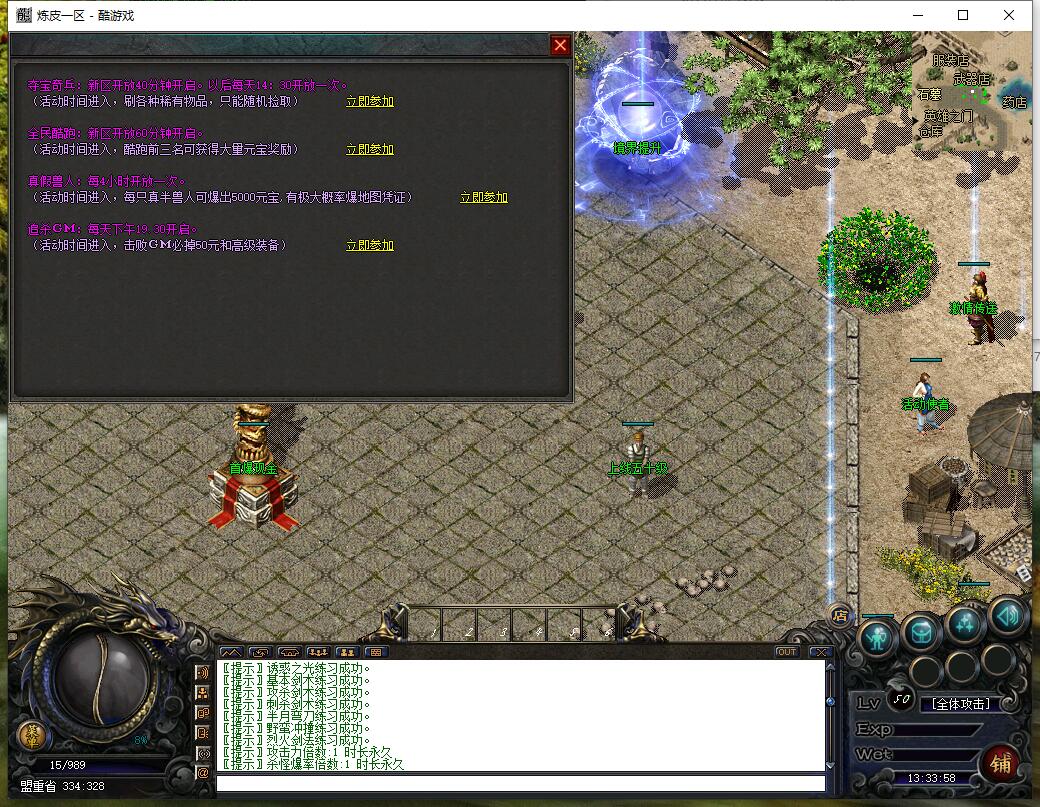 炼皮一区 - 酷游戏
夺宝奇兵：新区开放40分钟开启。以后每天14：30开放一次。
（活动时间进入，刷各种稀有物品，只能随机捡取） 立即参加
全民酷跑：新区开放60分钟开启。
（活动时间进入，酷跑前三名可获得大量元宝奖励） 立即参加
真假兽人：每4小时开放一次。
（活动时间进入，每只真半兽人可爆出5000元宝,有极大概率爆地图凭证） 立即参加
追杀GM：每天下午19.30开启。
（活动时间进入，击败GM必掉50元和高级装备） 立即参加
境界提升
服装店
武器店
石墓
药店
英雄之门
仓库
激情传送
活动使者
首爆现金
上线五十级
店
1 2 3 4 5 6
OUT
〖提示〗诱惑之光练习成功。
〖提示〗基本剑术练习成功。
〖提示〗攻杀剑术练习成功。
〖提示〗刺杀剑术练习成功。
〖提示〗半月弯刀练习成功。
〖提示〗野蛮冲撞练习成功。
〖提示〗烈火剑法练习成功。
〖提示〗攻击力倍数:1 时长永久
〖提示〗杀怪爆率倍数:1 时长永久
8%
15/989
盟重省 334:328
Lv 50
[全体攻击]
Exp
Wet
铺
13:33:58